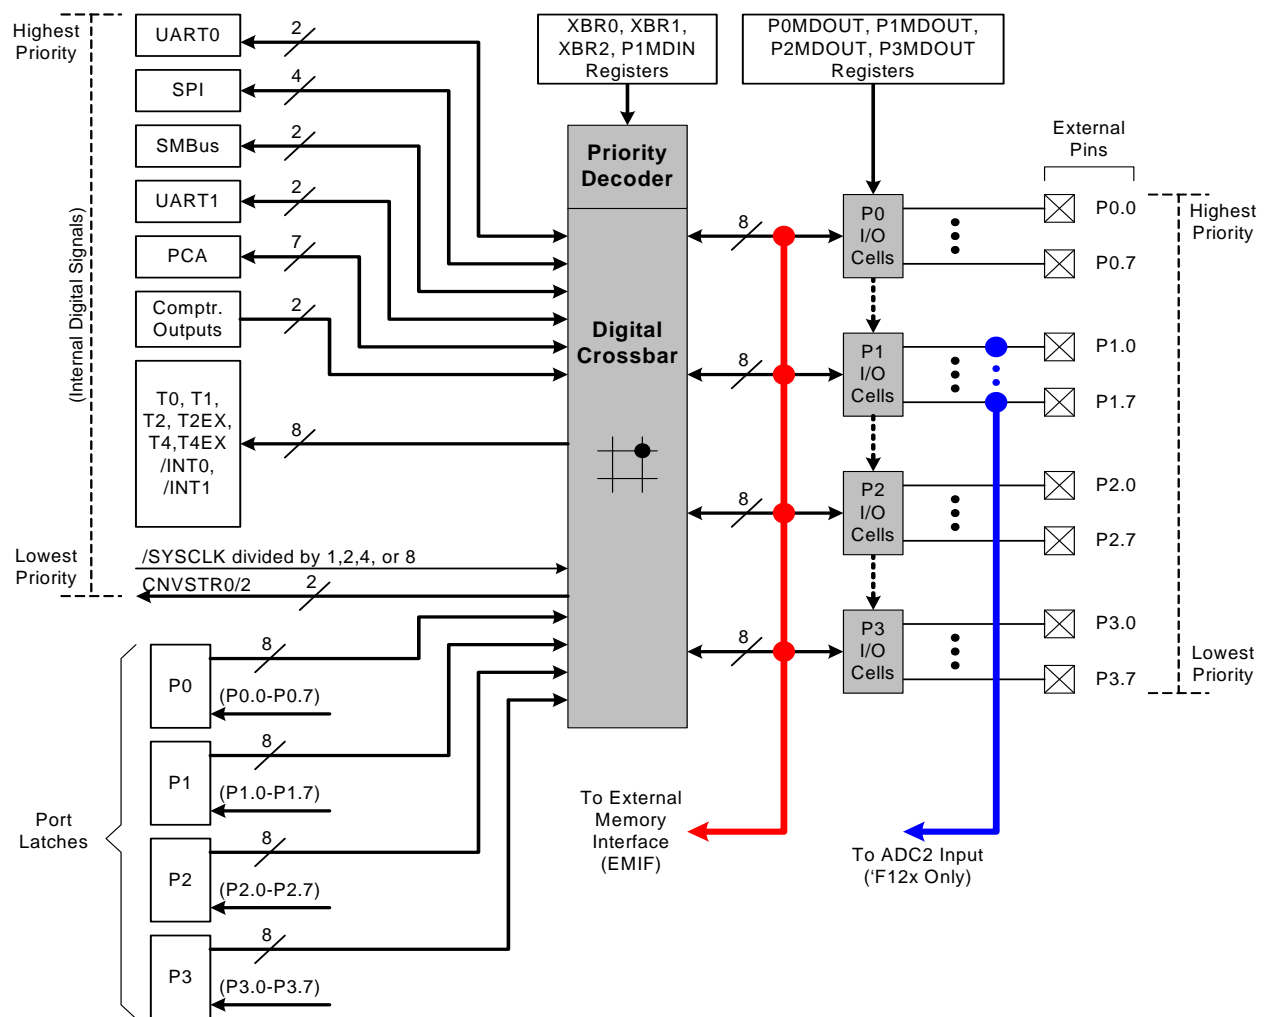 Highest
Priority
UART0
2
SPI
4
SMBus
2
UART1
2
PCA
7
Comptr.
Outputs
2
T0, T1,
T2, T2EX,
T4,T4EX
/INT0,
/INT1
8
(Internal Digital Signals)
Lowest
Priority
/SYSCLK divided by 1,2,4, or 8
CNVSTR0/2
2
Port
Latches
P0
8
(P0.0-P0.7)
P1
8
(P1.0-P1.7)
P2
8
(P2.0-P2.7)
P3
8
(P3.0-P3.7)
XBR0, XBR1,
XBR2, P1MDIN
Registers
Priority
Decoder
Digital
Crossbar
P0MDOUT, P1MDOUT,
P2MDOUT, P3MDOUT
Registers
External
Pins
8
P0
I/O
Cells
P0.0
P0.7
8
P1
I/O
Cells
P1.0
P1.7
8
P2
I/O
Cells
P2.0
P2.7
8
P3
I/O
Cells
P3.0
P3.7
Highest
Priority
Lowest
Priority
To External
Memory
Interface
(EMIF)
To ADC2 Input
(‘F12x Only)